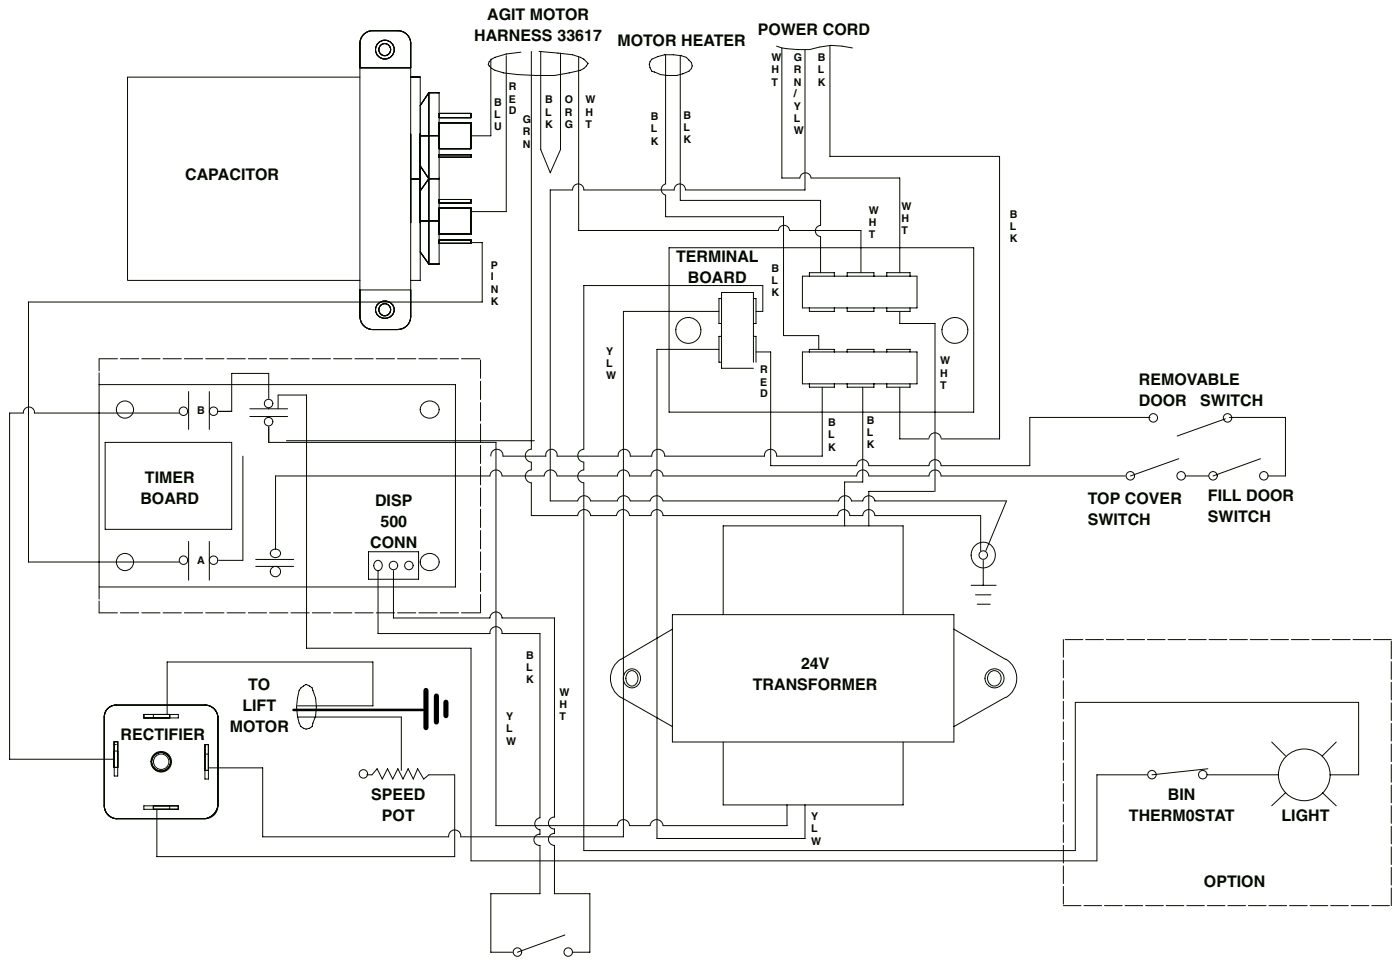 AGIT MOTOR
HARNESS 33617
MOTOR HEATER
POWER CORD
BLU
RED
GRN
BLK
ORG
WHT
BLK
BLK
WHT
GRN/YLW
BLK
CAPACITOR
WHT
WHT
BLK
PINK
TERMINAL
BOARD
BLK
YLW
RED
WHT
REMOVABLE
DOOR SWITCH
B
BLK
BLK
TIMER
BOARD
DISP
500
CONN
TOP COVER
SWITCH
FILL DOOR
SWITCH
A
BLK
WHT
YLW
24V
TRANSFORMER
TO
LIFT
MOTOR
RECTIFIER
SPEED
POT
YLW
BIN
THERM0STAT
LIGHT
OPTION